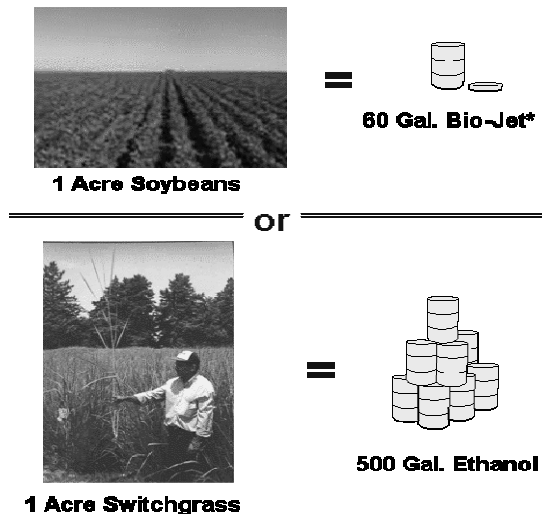 =
60 Gal. Bio-Jet*
1 Acre Soybeans
or
=
500 Gal. Ethanol
1 Acre Switchgrass